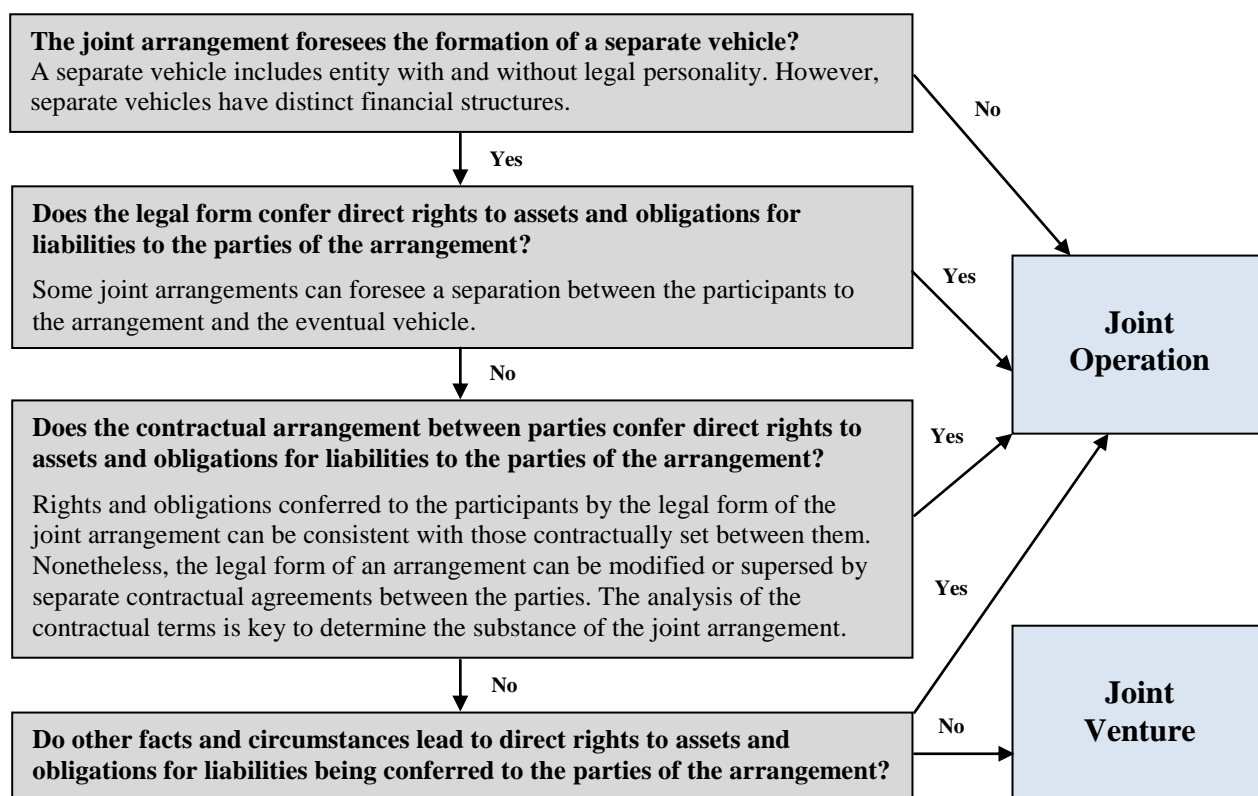 The joint arrangement foresees the formation of a separate vehicle?
A separate vehicle includes entity with and without legal personality. However,
separate vehicles have distinct financial structures.
No
Yes
Does the legal form confer direct rights to assets and obligations for
liabilities to the parties of the arrangement?
Some joint arrangements can foresee a separation between the participants to
the arrangement and the eventual vehicle.
Yes
Joint
Operation
No
Does the contractual arrangement between parties confer direct rights to
assets and obligations for liabilities to the parties of the arrangement?
Rights and obligations conferred to the participants by the legal form of the
joint arrangement can be consistent with those contractually set between them.
Nonetheless, the legal form of an arrangement can be modified or supersed by
separate contractual agreements between the parties. The analysis of the
contractual terms is key to determine the substance of the joint arrangement.
Yes
Yes
No
Do other facts and circumstances lead to direct rights to assets and
obligations for liabilities being conferred to the parties of the arrangement?
No
Joint
Venture